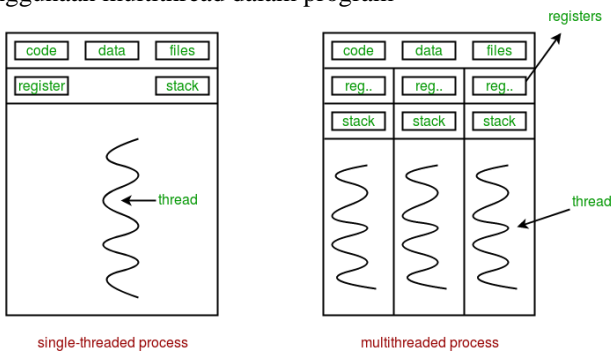 multithread dalam program
registers
code data files
register stack
thread
single-threaded process
code data files
reg.. reg.. reg..
stack stack stack
thread
multithreaded process